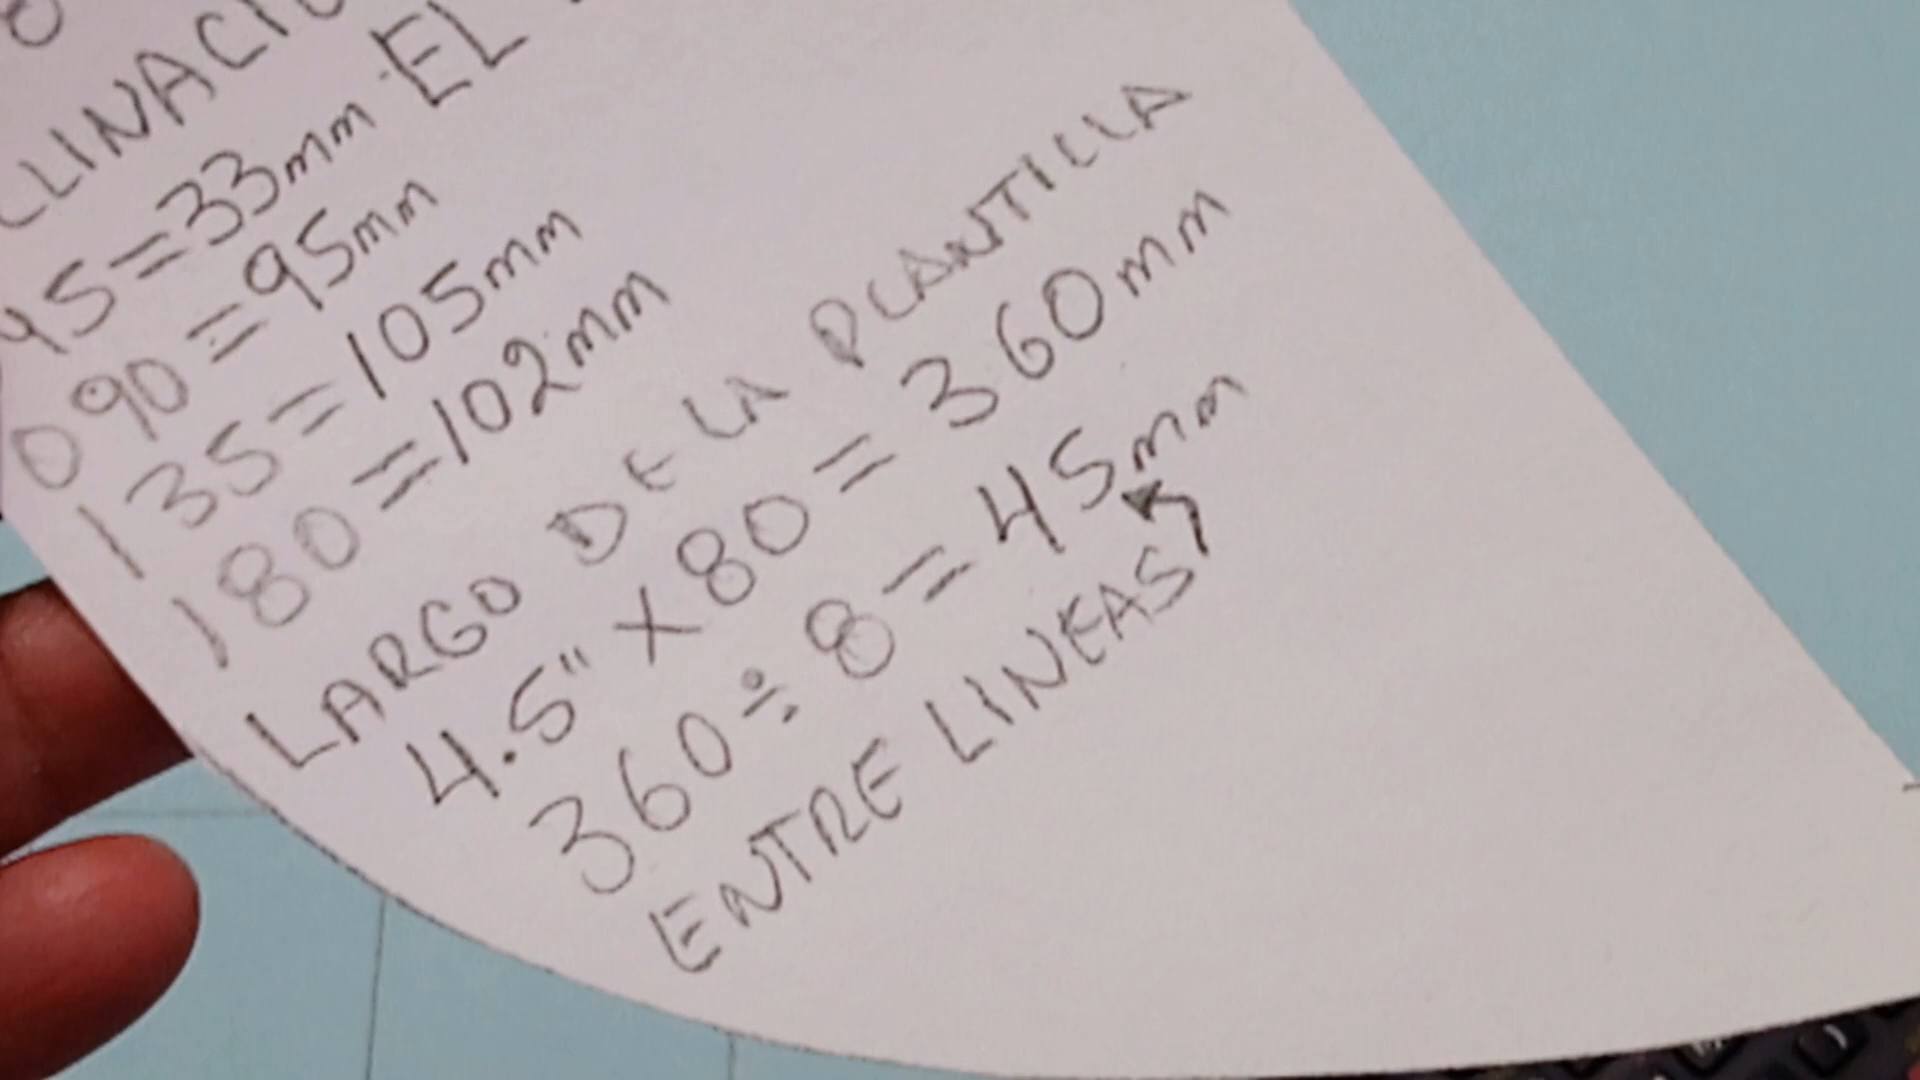 CLINACIO
45=33mm EL
090=95mm
135=105mm
180=102mm
LARGO DE LA PLANTILLA
4.5" X 80 = 360mm
360÷8=45mm
ENTRE LINEAS